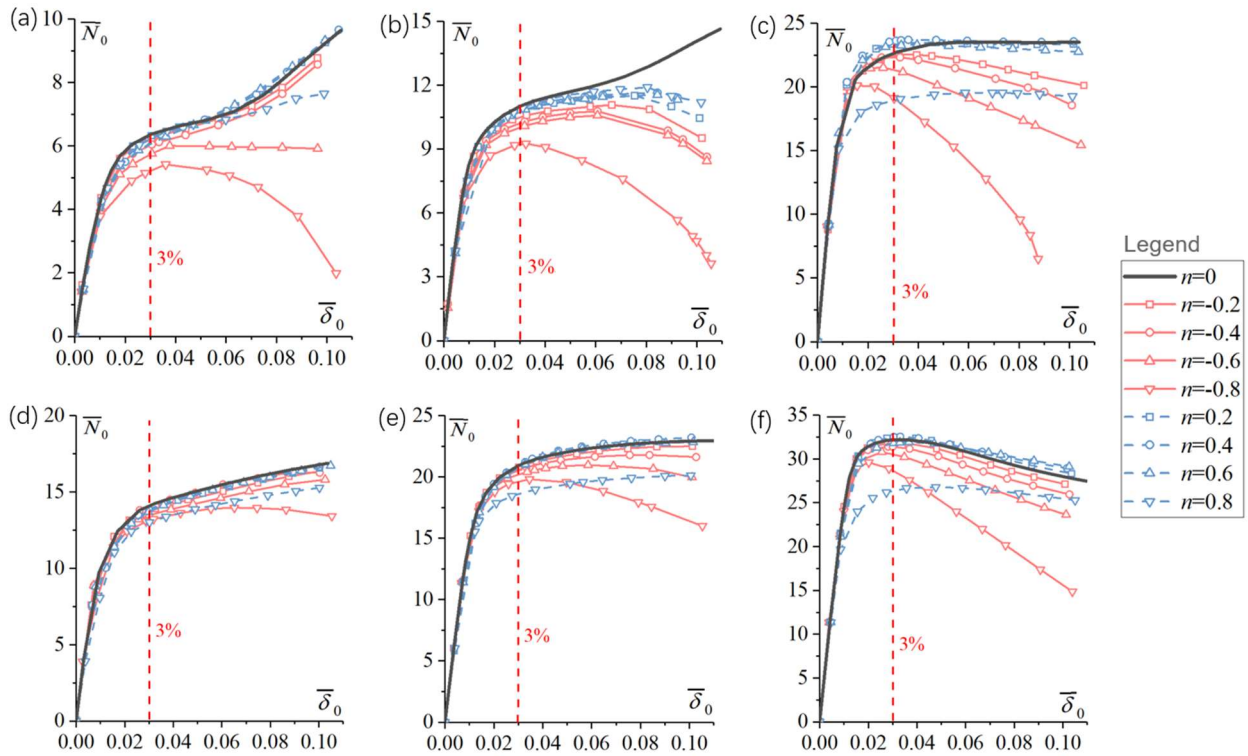 (a)
10
8
6
4
2
0
N̅₀
3%
δ̅₀
0.00 0.02 0.04 0.06 0.08 0.10
(b)
15
12
9
6
3
0
N̅₀
3%
δ̅₀
0.00 0.02 0.04 0.06 0.08 0.10
(c)
25
20
15
10
5
0
N̅₀
3%
δ̅₀
0.00 0.02 0.04 0.06 0.08 0.10
(d)
20
15
10
5
0
N̅₀
3%
δ̅₀
0.00 0.02 0.04 0.06 0.08 0.10
(e)
25
20
15
10
5
0
N̅₀
3%
δ̅₀
0.00 0.02 0.04 0.06 0.08 0.10
(f)
35
30
25
20
15
10
5
0
N̅₀
3%
δ̅₀
0.00 0.02 0.04 0.06 0.08 0.10
Legend
n=0
n=-0.2
n=-0.4
n=-0.6
n=-0.8
n=0.2
n=0.4
n=0.6
n=0.8